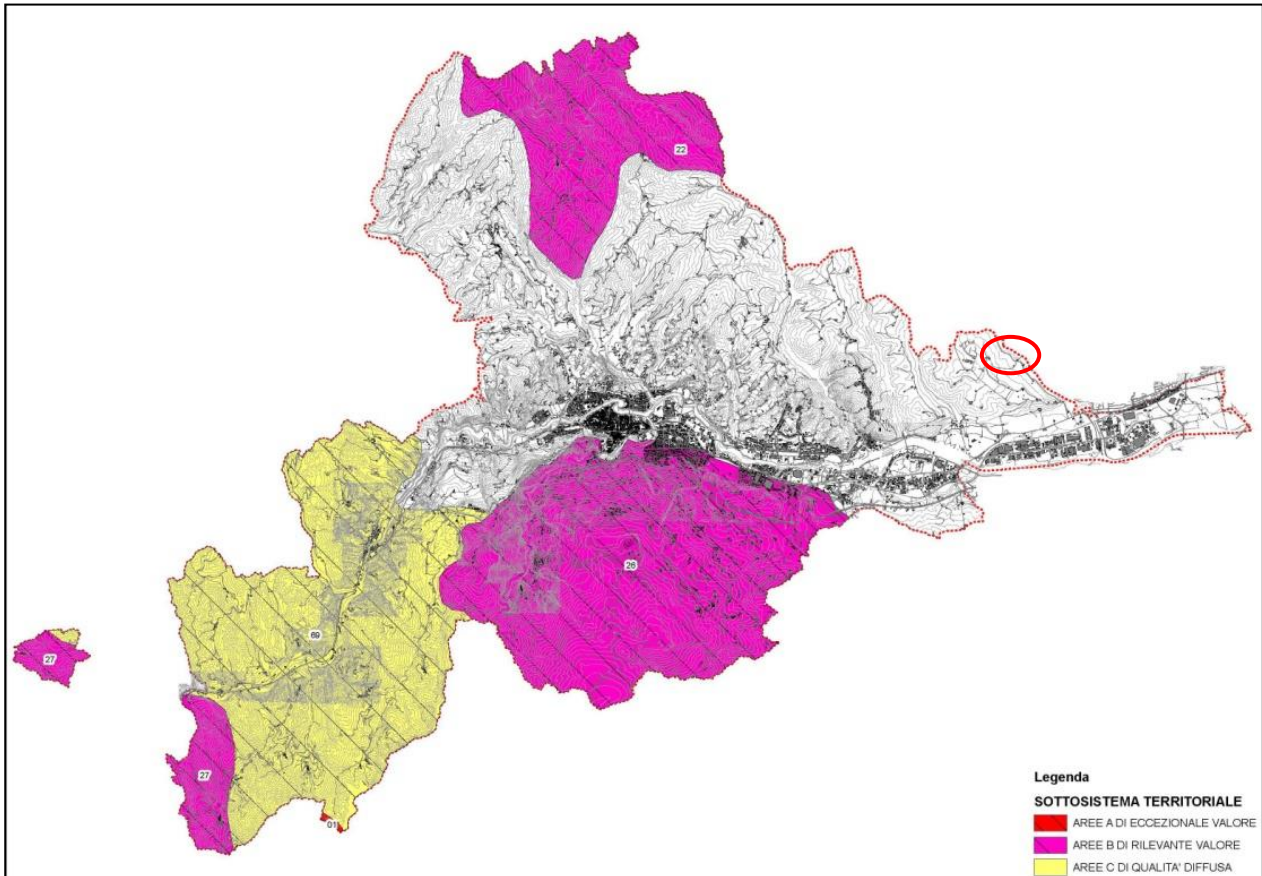 22
26
69
27
27
01
Legenda
SOTTOSISTEMA TERRITORIALE
AREE A DI ECCEZIONALE VALORE
AREE B DI RILEVANTE VALORE
AREE C DI QUALITA' DIFFUSA